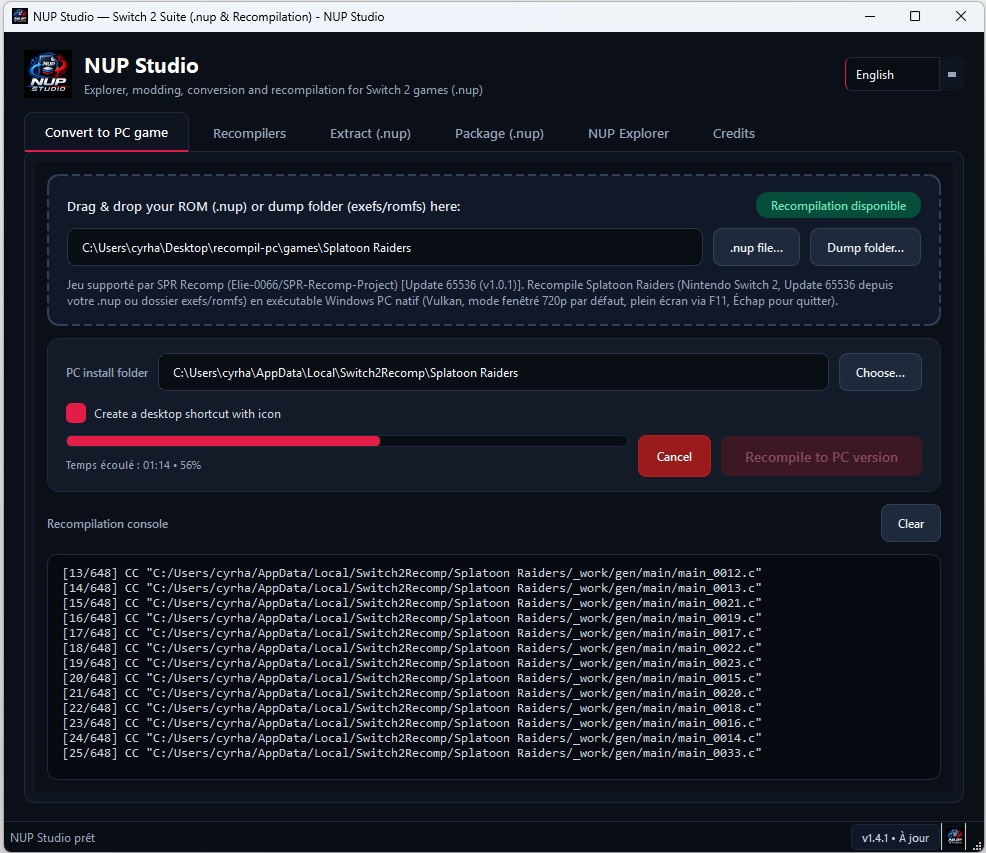 NUP Studio — Switch 2 Suite (.nup & Recompilation) - NUP Studio
NUP STUDIO
NUP Studio
Explorer, modding, conversion and recompilation for Switch 2 games (.nup)
English
Convert to PC game
Recompilers
Extract (.nup)
Package (.nup)
NUP Explorer
Credits
Drag & drop your ROM (.nup) or dump folder (exefs/romfs) here:
Recompilation disponible
C:\Users\cyrha\Desktop\recompil-pc\games\Splatoon Raiders
.nup file...
Dump folder...
Jeu supporté par SPR Recomp (Elie-0066/SPR-Recomp-Project) [Update 65536 (v1.0.1)]. Recompile Splatoon Raiders (Nintendo Switch 2, Update 65536 depuis
votre .nup ou dossier exefs/romfs) en exécutable Windows PC natif (Vulkan, mode fenêtré 720p par défaut, plein écran via F11, Échap pour quitter).
PC install folder
C:\Users\cyrha\AppData\Local\Switch2Recomp\Splatoon Raiders
Choose...
Create a desktop shortcut with icon
Temps écoulé : 01:14 • 56%
Cancel
Recompile to PC version
Recompilation console
Clear
[13/648] CC "C:/Users/cyrha/AppData/Local/Switch2Recomp/Splatoon Raiders/_work/gen/main/main_0012.c"
[14/648] CC "C:/Users/cyrha/AppData/Local/Switch2Recomp/Splatoon Raiders/_work/gen/main/main_0013.c"
[15/648] CC "C:/Users/cyrha/AppData/Local/Switch2Recomp/Splatoon Raiders/_work/gen/main/main_0021.c"
[16/648] CC "C:/Users/cyrha/AppData/Local/Switch2Recomp/Splatoon Raiders/_work/gen/main/main_0019.c"
[17/648] CC "C:/Users/cyrha/AppData/Local/Switch2Recomp/Splatoon Raiders/_work/gen/main/main_0017.c"
[18/648] CC "C:/Users/cyrha/AppData/Local/Switch2Recomp/Splatoon Raiders/_work/gen/main/main_0022.c"
[19/648] CC "C:/Users/cyrha/AppData/Local/Switch2Recomp/Splatoon Raiders/_work/gen/main/main_0023.c"
[20/648] CC "C:/Users/cyrha/AppData/Local/Switch2Recomp/Splatoon Raiders/_work/gen/main/main_0015.c"
[21/648] CC "C:/Users/cyrha/AppData/Local/Switch2Recomp/Splatoon Raiders/_work/gen/main/main_0020.c"
[22/648] CC "C:/Users/cyrha/AppData/Local/Switch2Recomp/Splatoon Raiders/_work/gen/main/main_0018.c"
[23/648] CC "C:/Users/cyrha/AppData/Local/Switch2Recomp/Splatoon Raiders/_work/gen/main/main_0016.c"
[24/648] CC "C:/Users/cyrha/AppData/Local/Switch2Recomp/Splatoon Raiders/_work/gen/main/main_0014.c"
[25/648] CC "C:/Users/cyrha/AppData/Local/Switch2Recomp/Splatoon Raiders/_work/gen/main/main_0033.c"
NUP Studio prêt
v1.4.1 • À jour